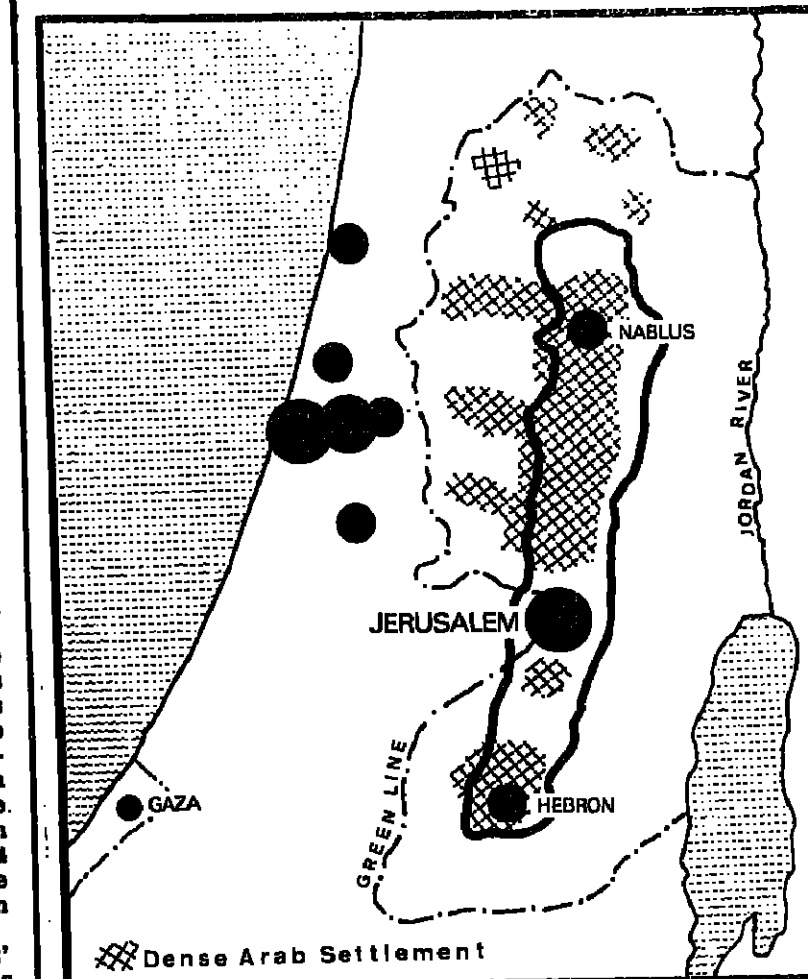 NABLUS
JORDAN RIVER
JERUSALEM
GREEN LINE
GAZA
HEBRON
Dense Arab Settlement